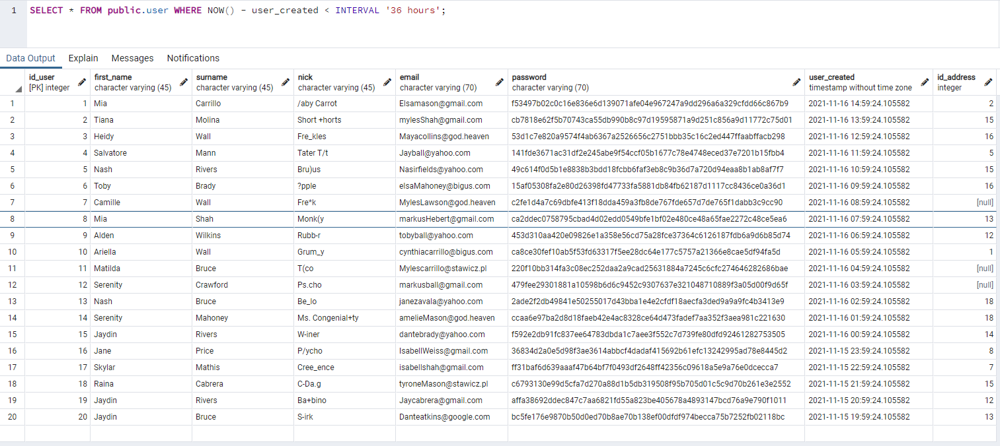 1 SELECT * FROM public.user WHERE NOW() - user_created < INTERVAL '36 hours';
Data Output Explain Messages Notifications
id_user first_name surname nick email password user_created id_address
[PK] integer character varying (45) character varying (45) character varying (45) character varying (70) character varying (70) timestamp without time zone integer
1 1 Mia Carrillo /aby Carrot Elsamason@gmail.com f53497b02c0c16e836e6d139071afe04e967247a9dd296a6a329cfdd66c867b9 2021-11-16 14:59:24.105582 2
2 2 Tiana Molina Short +horts mylesShah@gmail.com cb7818e62f5b70743ca55db990b8c97d19595871a9d251c856a9d11772c75d01 2021-11-16 13:59:24.105582 15
3 3 Heidy Wall Fre_kles Mayacollins@god.heaven 53d1c7e820a9574f4ab6367a2526656c2751bbb35c16c2ed447ffaabffacb298 2021-11-16 12:59:24.105582 16
4 4 Salvatore Mann Tater T/t Jayball@yahoo.com 141fde3671ac31df2e245abe9f54ccf05b1677c78e4748eced37e7201b15fbb4 2021-11-16 11:59:24.105582 5
5 5 Nash Rivers Bru)us Nasirfields@yahoo.com 49c614f0d5b1e8838b3bdd18fcbb6faf3eb8c9b36d7a720d94eaa8b1ab8af7f7 2021-11-16 10:59:24.105582 15
6 6 Toby Brady ?pple elsaMahoney@bigus.com 15af05308fa2e80d26398fd47733fa5881db84fb62187d1117cc8436ce0a36d1 2021-11-16 09:59:24.105582 16
7 7 Camille Wall Fre*k MylesLawson@god.heaven c2fe1d4a7c69dbfe413f18dda459a3fb8de767fde657d7de765f1dabb3c9cc90 2021-11-16 08:59:24.105582 [null]
8 8 Mia Shah Monk(y markusHebert@gmail.com ca2ddec0758795cbad4d02edd0549bfe1bf02e480ce48a65fae2272c48ce5ea6 2021-11-16 07:59:24.105582 13
9 9 Alden Wilkins Rubb-r tobyball@yahoo.com 453d310aa420e09826e1a358e56cd75a28fce37364c6126187fdb6a9d6b85d74 2021-11-16 06:59:24.105582 12
10 10 Ariella Wall Grum_y cynthiacarrillo@bigus.com ca8ce30fef10ab5f53fd63317f5ee28dc64e177c5757a21366e8cae5df94fa5d 2021-11-16 05:59:24.105582 1
11 11 Matilda Bruce T(co Mylescarrillo@stawicz.pl 220f10bb314fa3c08ec252daa2a9cad25631884a7245c6cfc274646282686bae 2021-11-16 04:59:24.105582 [null]
12 12 Serenity Crawford Ps.cho markusball@gmail.com 479fee29301881a10598b6d6c9452c9307637e321048710889f3a05d00f9d65f 2021-11-16 03:59:24.105582 [null]
13 13 Nash Bruce Be_lo janezavala@yahoo.com 2ade2f2db49841e50255017d43bba1e4e2cfdf18aecfa3ded9a9a9fc4b3413e9 2021-11-16 02:59:24.105582 18
14 14 Serenity Mahoney Ms. Congenial+ty amelieMason@god.heaven ccaa6e97ba2d8d18faeb42e4ac8328ce64d473fadef7aa352f3aea981c221630 2021-11-16 01:59:24.105582 18
15 15 Jaydin Rivers W-iner dantebrady@yahoo.com f592e2db91fc837ee64783dbda1c7aee3f552c7d739fe80dfd92461282753505 2021-11-16 00:59:24.105582 14
16 16 Jane Price P/ycho IsabellWeiss@gmail.com 36834d2a0e5d98f3ae3614abbcf4dadaf415692b61efc13242995ad78e8445d2 2021-11-15 23:59:24.105582 8
17 17 Skylar Mathis Cree_ence isabellshah@gmail.com ff31baf6d639aaaf47b64bf7f0493df2648ff42356c09618a5e9a76e0dcecca7 2021-11-15 22:59:24.105582 7
18 18 Raina Cabrera C-Da.g tyroneMason@stawicz.pl c6793130e99d5cfa7d270a88d1b5db319508f95b705d01c5c9d70b261e3e2552 2021-11-15 21:59:24.105582 15
19 19 Jaydin Rivers Ba+bino Jaycabrera@gmail.com affa38692ddec847c7aa6821fd55a823be405678a4893147bcd76a9e790f1011 2021-11-15 20:59:24.105582 12
20 20 Jaydin Bruce S-irk Danteatkins@google.com bc5fe176e9870b50d0ed70b8ae70b138ef00dfdf974becca75b7252fb02118bc 2021-11-15 19:59:24.105582 13